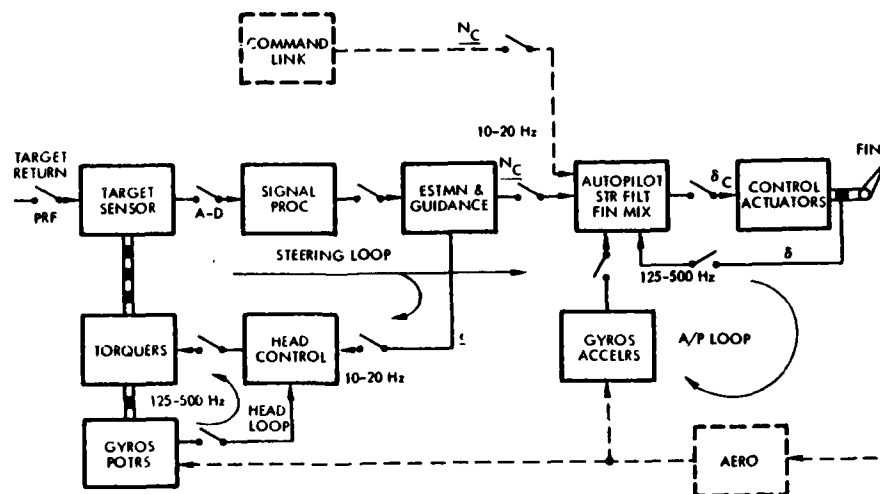 COMMAND
LINK
N_C
10-20 Hz
TARGET
RETURN
PRF
TARGET
SENSOR
A-D
SIGNAL
PROC
ESTMN &
GUIDANCE
N_C
AUTOPILOT
STR FILT
FIN MIX
δ_C
CONTROL
ACTUATORS
FIN
STEERING LOOP
125-500 Hz
δ
TORQUERS
HEAD
CONTROL
10-20 Hz
GYROS
ACCELRS
A/P LOOP
125-500 Hz
HEAD
LOOP
GYROS
POTRS
AERO